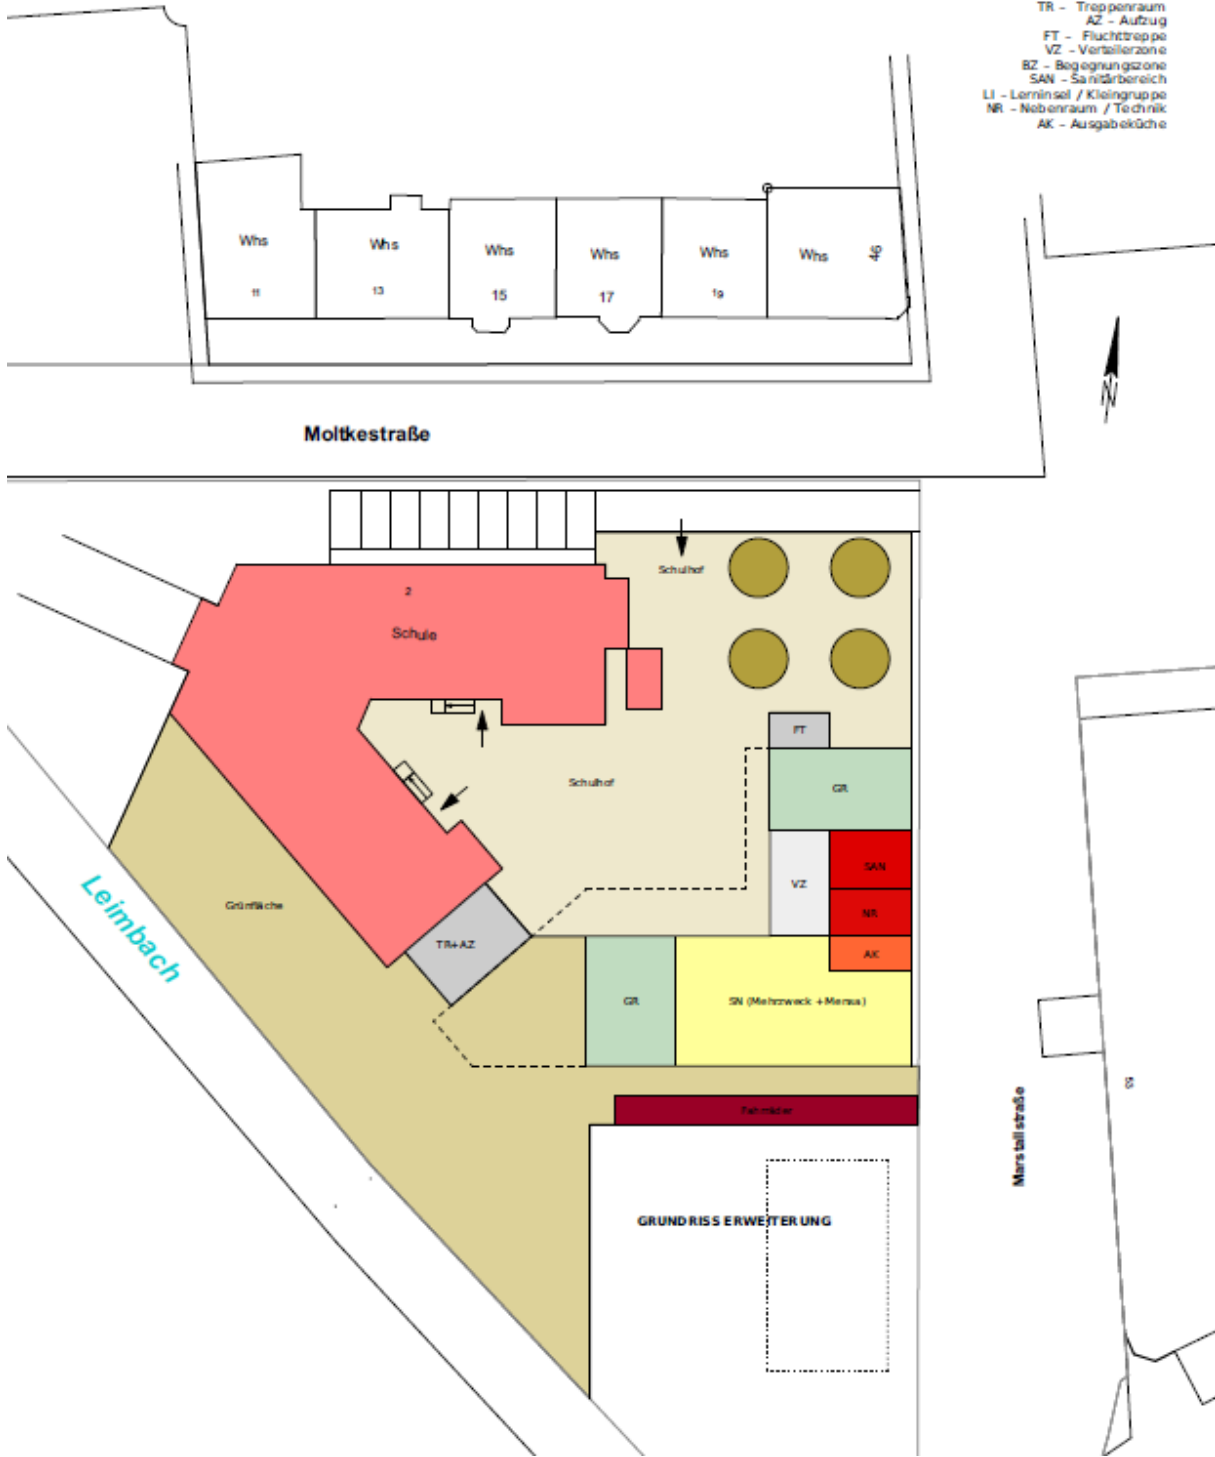 TR - Treppenraum
AZ - Aufzug
FT - Fluchttreppe
VZ - Verteilerzone
BZ - Begegnungszone
SAN - Sanitärbereich
LI - Lerninsel / Kleingruppe
NR - Nebenraum / Technik
AK - Ausgabeküche
Whs
Whs
Whs
Whs
Whs
Whs
46
11
13
15
17
19
N
Moltkestraße
Schulhof
2
Schule
FT
Schulhof
GR
SAN
VZ
Grünfläche
NR
Leimbach
TR+AZ
AK
GR
SN (Mehrzweck +Mensa)
53
Fahrräder
Marstallstraße
GRUNDRISS ERWEITERUNG